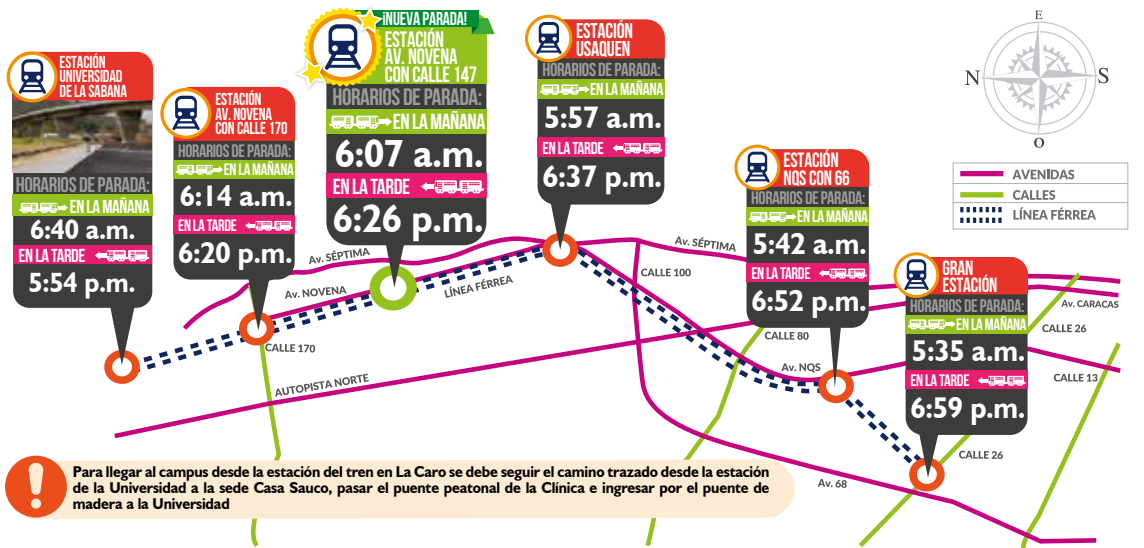 ESTACIÓN
UNIVERSIDAD
DE LA SABANA
HORARIOS DE PARADA:
EN LA MAÑANA
6:40 a.m.
EN LA TARDE
5:54 p.m.
ESTACIÓN
AV. NOVENA
CON CALLE 170
HORARIOS DE PARADA:
EN LA MAÑANA
6:14 a.m.
EN LA TARDE
6:20 p.m.
¡NUEVA PARADA!
ESTACIÓN
AV. NOVENA
CON CALLE 147
HORARIOS DE PARADA:
EN LA MAÑANA
6:07 a.m.
EN LA TARDE
6:26 p.m.
ESTACIÓN
USAQUEN
HORARIOS DE PARADA:
EN LA MAÑANA
5:57 a.m.
EN LA TARDE
6:37 p.m.
ESTACIÓN
NQS CON 66
HORARIOS DE PARADA:
EN LA MAÑANA
5:42 a.m.
EN LA TARDE
6:52 p.m.
GRAN
ESTACIÓN
HORARIOS DE PARADA:
EN LA MAÑANA
5:35 a.m.
EN LA TARDE
6:59 p.m.
E
N
S
O
AVENIDAS
CALLES
LÍNEA FÉRREA
Av. SÉPTIMA
Av. NOVENA
LÍNEA FÉRREA
CALLE 170
AUTOPISTA NORTE
CALLE 100
Av. SÉPTIMA
CALLE 80
Av. NQS
Av. CARACAS
CALLE 26
CALLE 13
CALLE 26
Av. 68
Para llegar al campus desde la estación del tren en La Caro se debe seguir el camino trazado desde la estación
de la Universidad a la sede Casa Sauco, pasar el puente peatonal de la Clínica e ingresar por el puente de
madera a la Universidad